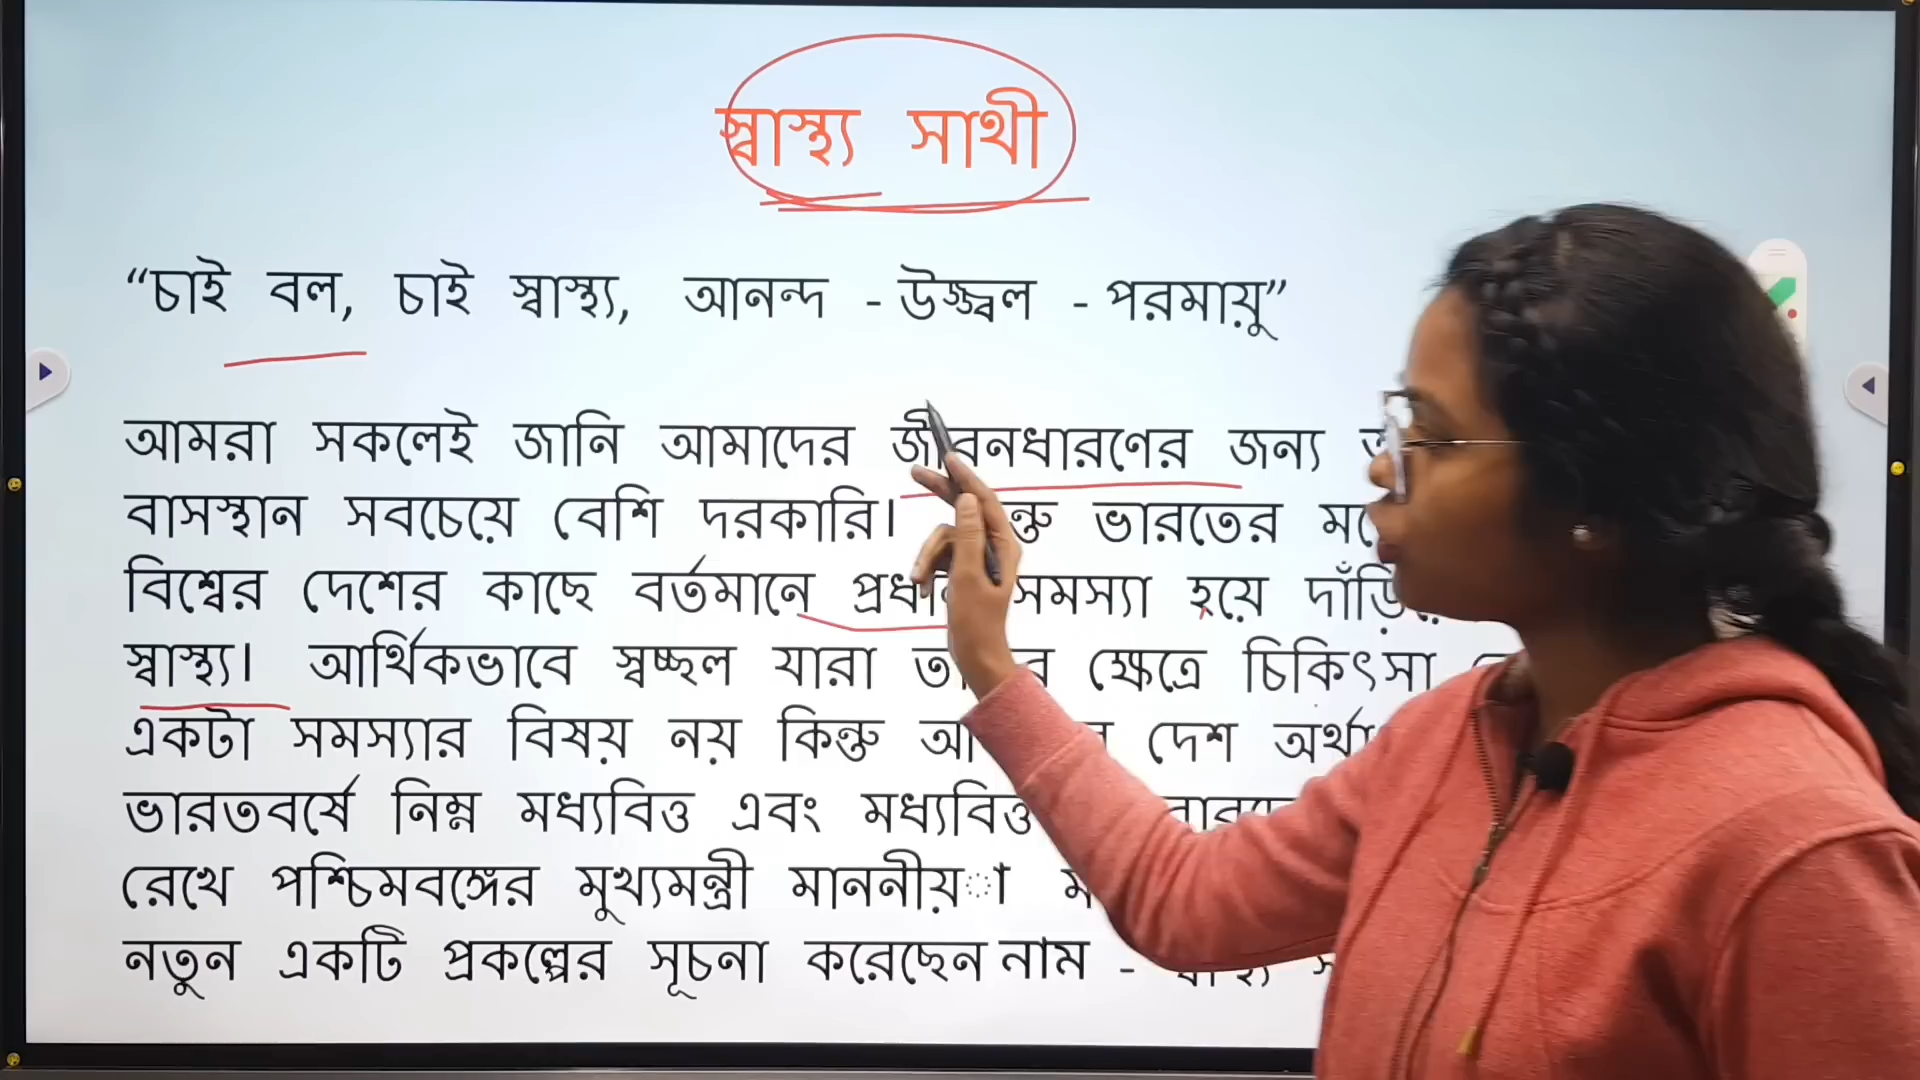 স্বাস্থ্য সাথী
“চাই বল, চাই স্বাস্থ্য, আনন্দ - উজ্জ্বল - পরমায়ু”
আমরা সকলেই জানি আমাদের জীবনধারণের জন্য
বাসস্থান সবচেয়ে বেশি দরকারি। ভারতের
বিশ্বের দেশের কাছে বর্তমানে সমস্যা হয়ে
স্বাস্থ্য। আর্থিকভাবে স্বচ্ছল যারা ক্ষেত্রে চিকিৎসা
একটা সমস্যার বিষয় নয় কিন্তু দেশ
ভারতবর্ষে নিম্ন মধ্যবিত্ত এবং মধ্যবিত্ত
রেখে পশ্চিমবঙ্গের মুখ্যমন্ত্রী মাননীয়া
নতুন একটি প্রকল্পের সূচনা করেছেন নাম -